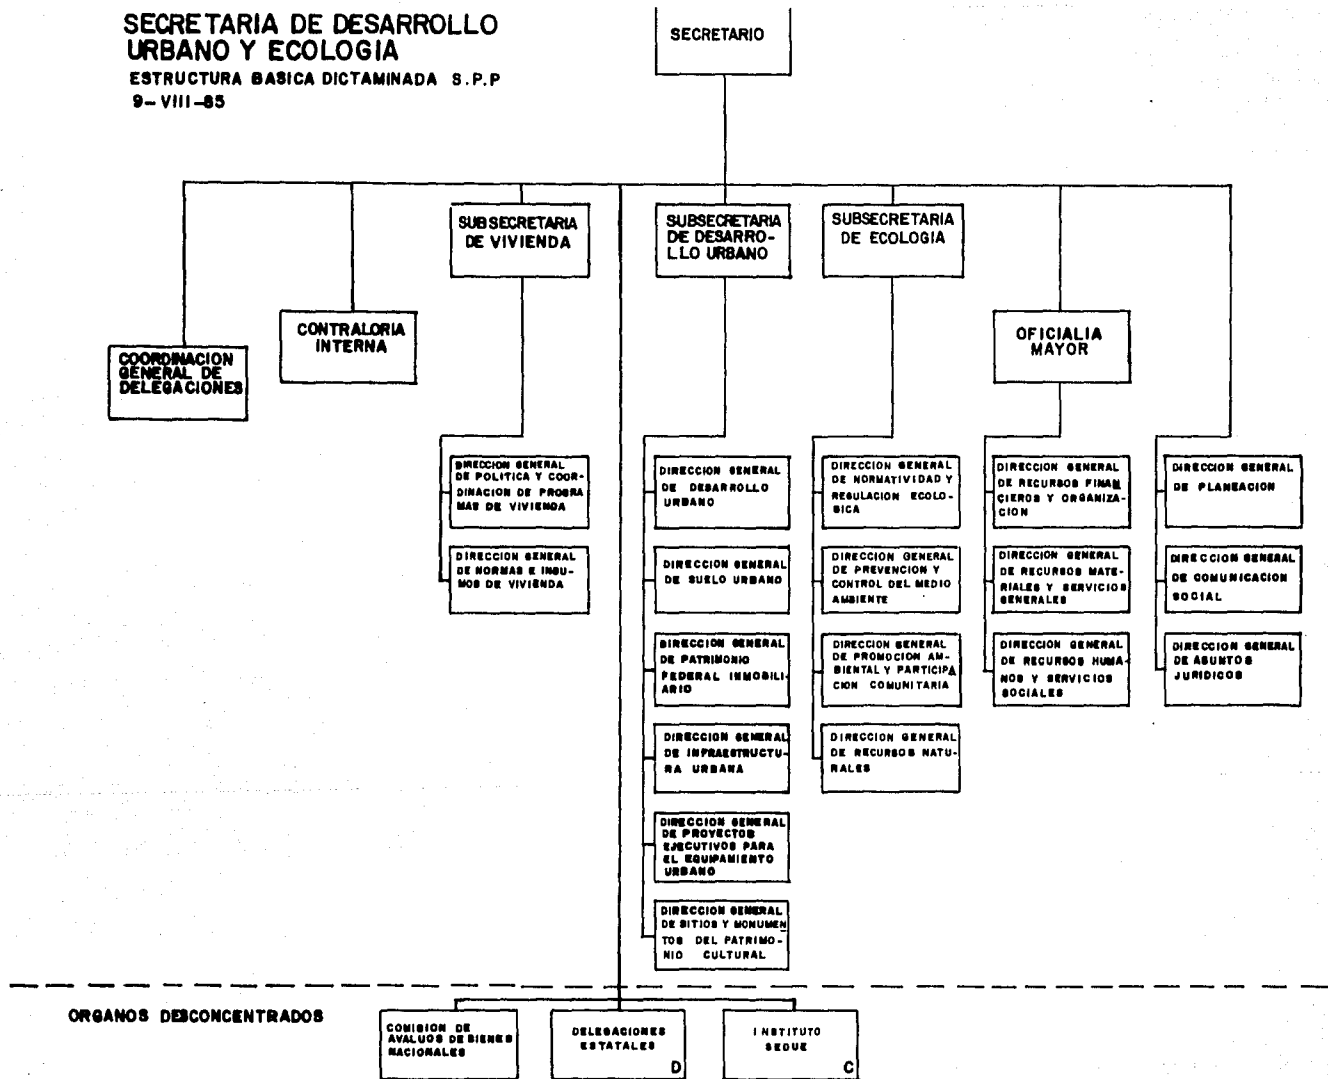 SECRETARIA DE DESARROLLO
URBANO Y ECOLOGIA
ESTRUCTURA BASICA DICTAMINADA S.P.P
9-VIII-85
SECRETARIO
SUBSECRETARIA
DE VIVIENDA
SUBSECRETARIA
DE DESARRO-
LLO URBANO
SUBSECRETARIA
DE ECOLOGIA
COORDINACION
GENERAL DE
DELEGACIONES
CONTRALORIA
INTERNA
OFICIALIA
MAYOR
DIRECCION GENERAL
DE POLITICA Y COOR-
DINACION DE PROGRA
MAS DE VIVIENDA
DIRECCION GENERAL
DE NORMAS E INSU-
MOS DE VIVIENDA
DIRECCION GENERAL
DE DESARROLLO
URBANO
DIRECCION GENERAL
DE SUELO URBANO
DIRECCION GENERAL
DE PATRIMONIO
FEDERAL INMOBILI-
ARIO
DIRECCION GENERAL
DE INFRAESTRUCTU-
RA URBANA
DIRECCION GENERAL
DE PROYECTOS
EJECUTIVOS PARA
EL EQUIPAMIENTO
URBANO
DIRECCION GENERAL
DE SITIOS Y MONUMEN
TOS DEL PATRIMO-
NIO CULTURAL
DIRECCION GENERAL
DE NORMATIVIDAD Y
REGULACION ECOLO-
GICA
DIRECCION GENERAL
DE PREVENCION Y
CONTROL DEL MEDIO
AMBIENTE
DIRECCION GENERAL
DE PROMOCION AM-
BIENTAL Y PARTICIPA
CION COMUNITARIA
DIRECCION GENERAL
DE RECURSOS NATU-
RALES
DIRECCION GENERAL
DE RECURSOS FINAN
CIEROS Y ORGANIZA-
CION
DIRECCION GENERAL
DE RECURSOS MATE-
RIALES Y SERVICIOS
GENERALES
DIRECCION GENERAL
DE RECURSOS HUMA-
NOS Y SERVICIOS
SOCIALES
DIRECCION GENERAL
DE PLANEACION
DIRECCION GENERAL
DE COMUNICACION
SOCIAL
DIRECCION GENERAL
DE ASUNTOS
JURIDICOS
ORGANOS DESCONCENTRADOS
COMISION DE
AVALUOS DE BIENES
NACIONALES
DELEGACIONES
ESTATALES
D
INSTITUTO
SEDUE
C